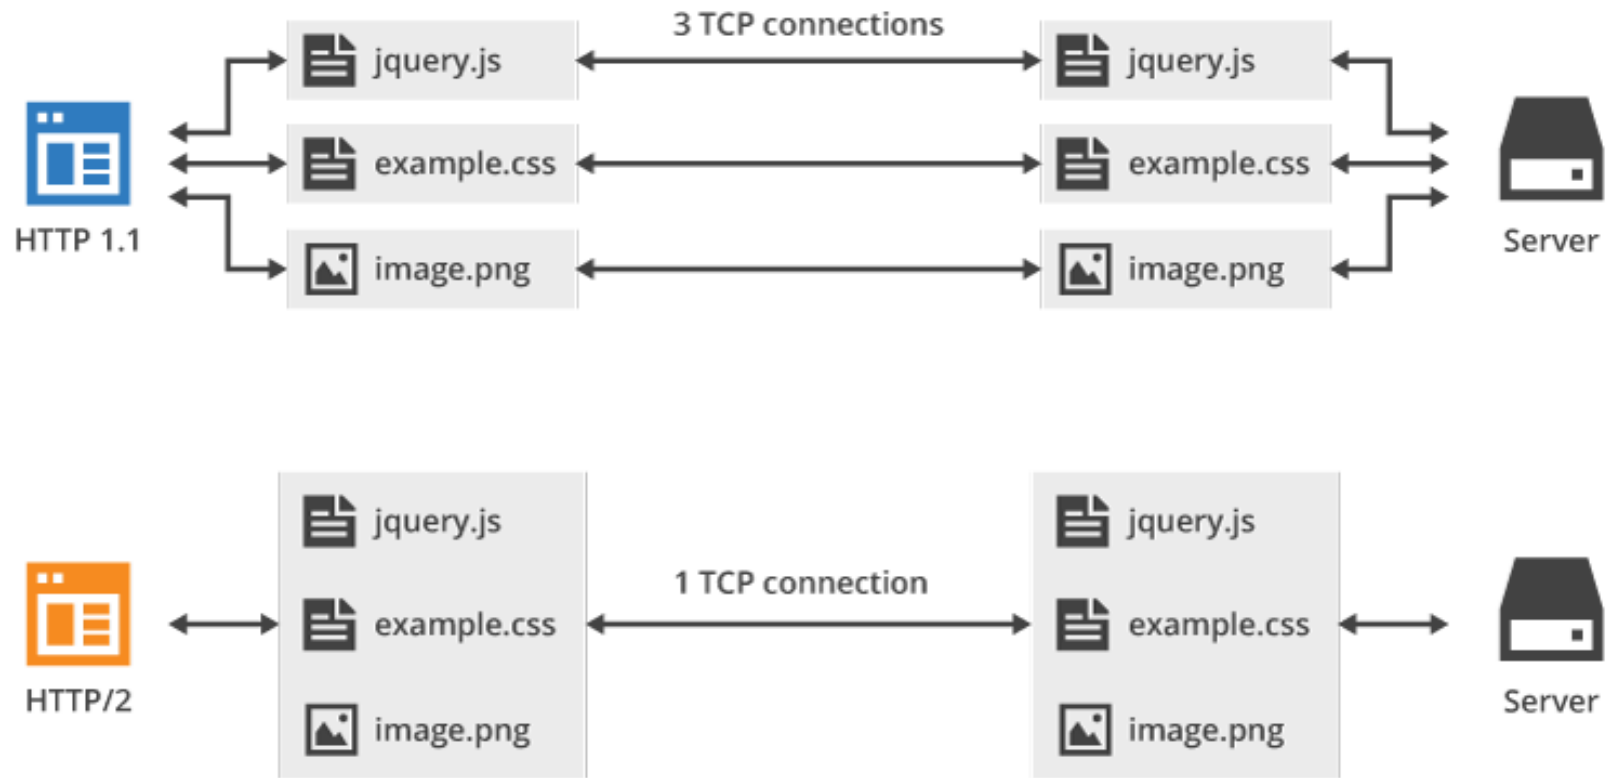 3 TCP connections
jquery.js
jquery.js
example.css
example.css
HTTP 1.1
Server
image.png
image.png
jquery.js
jquery.js
1 TCP connection
example.css
example.css
HTTP/2
Server
image.png
image.png